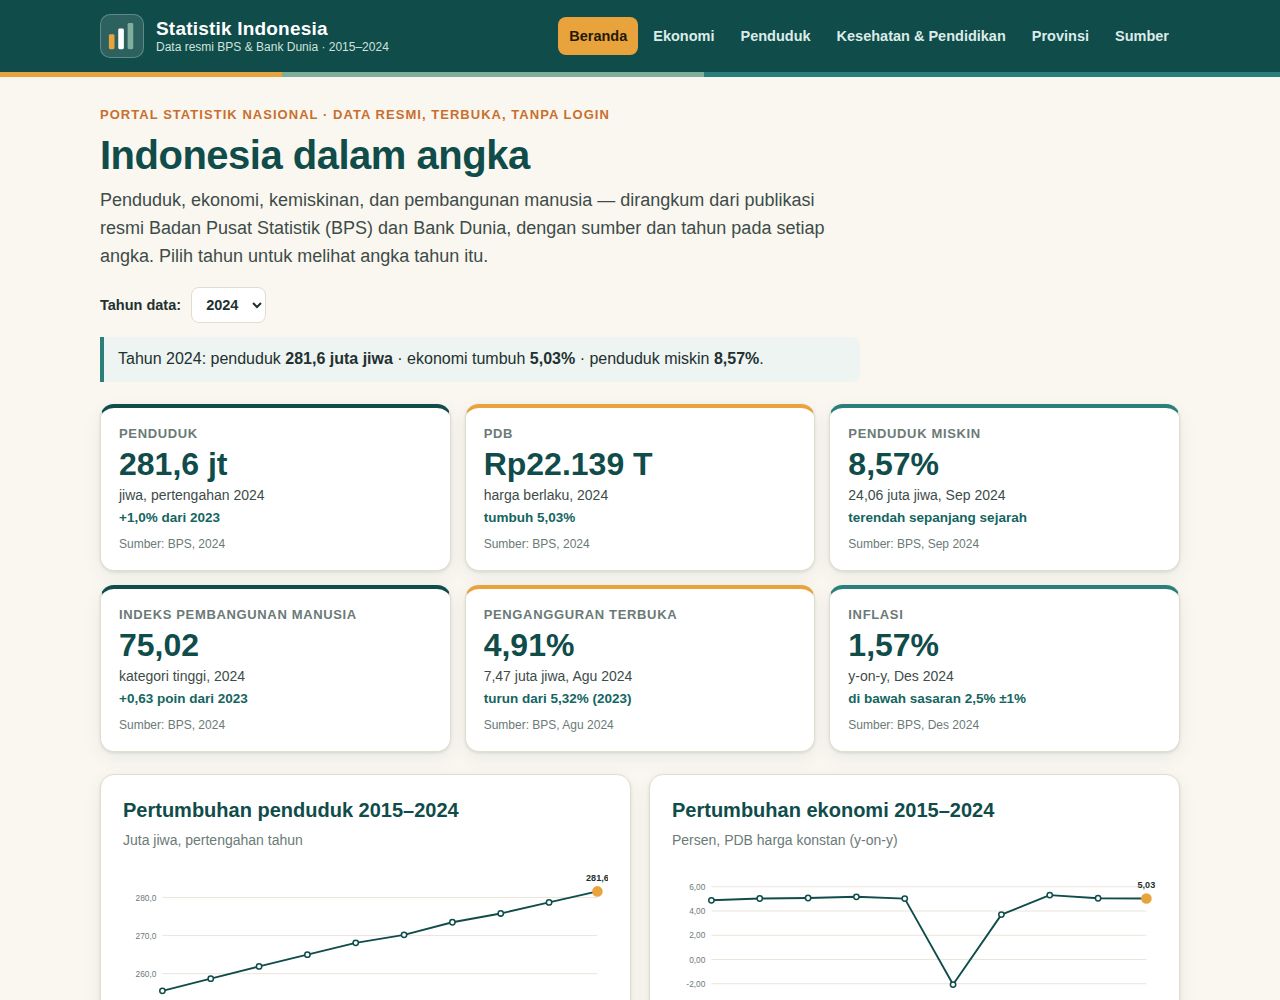 Statistik Indonesia
Data resmi BPS & Bank Dunia · 2015–2024
Beranda
Ekonomi
Penduduk
Kesehatan & Pendidikan
Provinsi
Sumber
PORTAL STATISTIK NASIONAL · DATA RESMI, TERBUKA, TANPA LOGIN
Indonesia dalam angka
Penduduk, ekonomi, kemiskinan, dan pembangunan manusia — dirangkum dari publikasi
resmi Badan Pusat Statistik (BPS) dan Bank Dunia, dengan sumber dan tahun pada setiap
angka. Pilih tahun untuk melihat angka tahun itu.
Tahun data: 2024
Tahun 2024: penduduk 281,6 juta jiwa · ekonomi tumbuh 5,03% · penduduk miskin 8,57%.
PENDUDUK
281,6 jt
jiwa, pertengahan 2024
+1,0% dari 2023
Sumber: BPS, 2024
PDB
Rp22.139 T
harga berlaku, 2024
tumbuh 5,03%
Sumber: BPS, 2024
PENDUDUK MISKIN
8,57%
24,06 juta jiwa, Sep 2024
terendah sepanjang sejarah
Sumber: BPS, Sep 2024
INDEKS PEMBANGUNAN MANUSIA
75,02
kategori tinggi, 2024
+0,63 poin dari 2023
Sumber: BPS, 2024
PENGANGGURAN TERBUKA
4,91%
7,47 juta jiwa, Agu 2024
turun dari 5,32% (2023)
Sumber: BPS, Agu 2024
INFLASI
1,57%
y-on-y, Des 2024
di bawah sasaran 2,5% ±1%
Sumber: BPS, Des 2024
Pertumbuhan penduduk 2015–2024
Juta jiwa, pertengahan tahun
281,6
280,0
270,0
260,0
Pertumbuhan ekonomi 2015–2024
Persen, PDB harga konstan (y-on-y)
5,03
6,00
4,00
2,00
0,00
-2,00